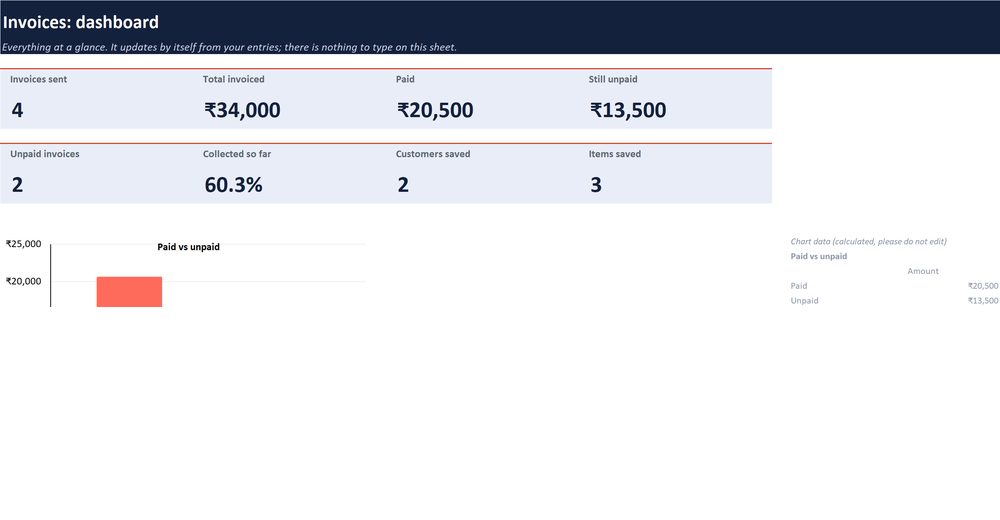 Invoices: dashboard
Everything at a glance. It updates by itself from your entries; there is nothing to type on this sheet.
Invoices sent Total invoiced Paid Still unpaid
4 ₹34,000 ₹20,500 ₹13,500
Unpaid invoices Collected so far Customers saved Items saved
2 60.3% 2 3
Paid vs unpaid
₹25,000
₹20,000
Chart data (calculated, please do not edit)
Paid vs unpaid
Amount
Paid ₹20,500
Unpaid ₹13,500